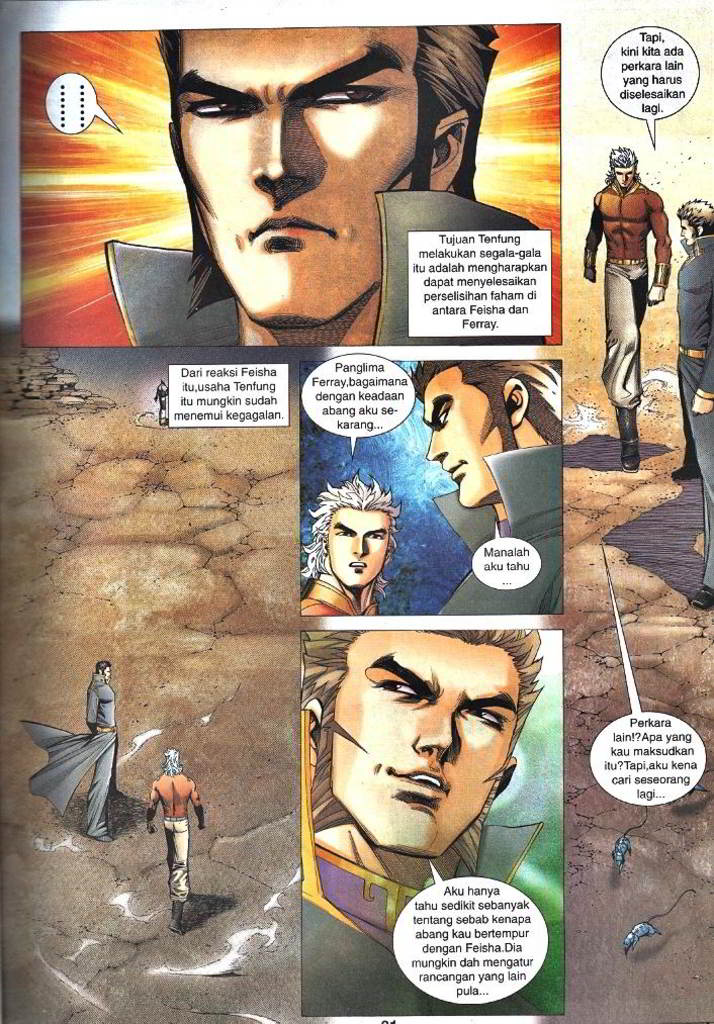 Tujuan Tenfung
melakukan segala-gala
itu adalah mengharapkan
dapat menyelesaikan
perselisihan faham di
antara Feisha dan
Ferray.
Dari reaksi Feisha
itu,usaha Tenfung
itu mungkin sudah
menemui kegagalan.
Panglima
Ferray,bagaimana
dengan keadaan
abang aku se-
karang...
Manalah
aku tahu
...
Aku hanya
tahu sedikit sebanyak
tentang sebab kenapa
abang kau bertempur
dengan Feisha.Dia
mungkin dah mengatur
rancangan yang lain
pula...
Tapi,
kini kita ada
perkara lain
yang harus
diselesaikan
lagi.
Perkara
lain!?Apa yang
kau maksudkan
itu?Tapi,aku kena
cari seseorang
lagi...